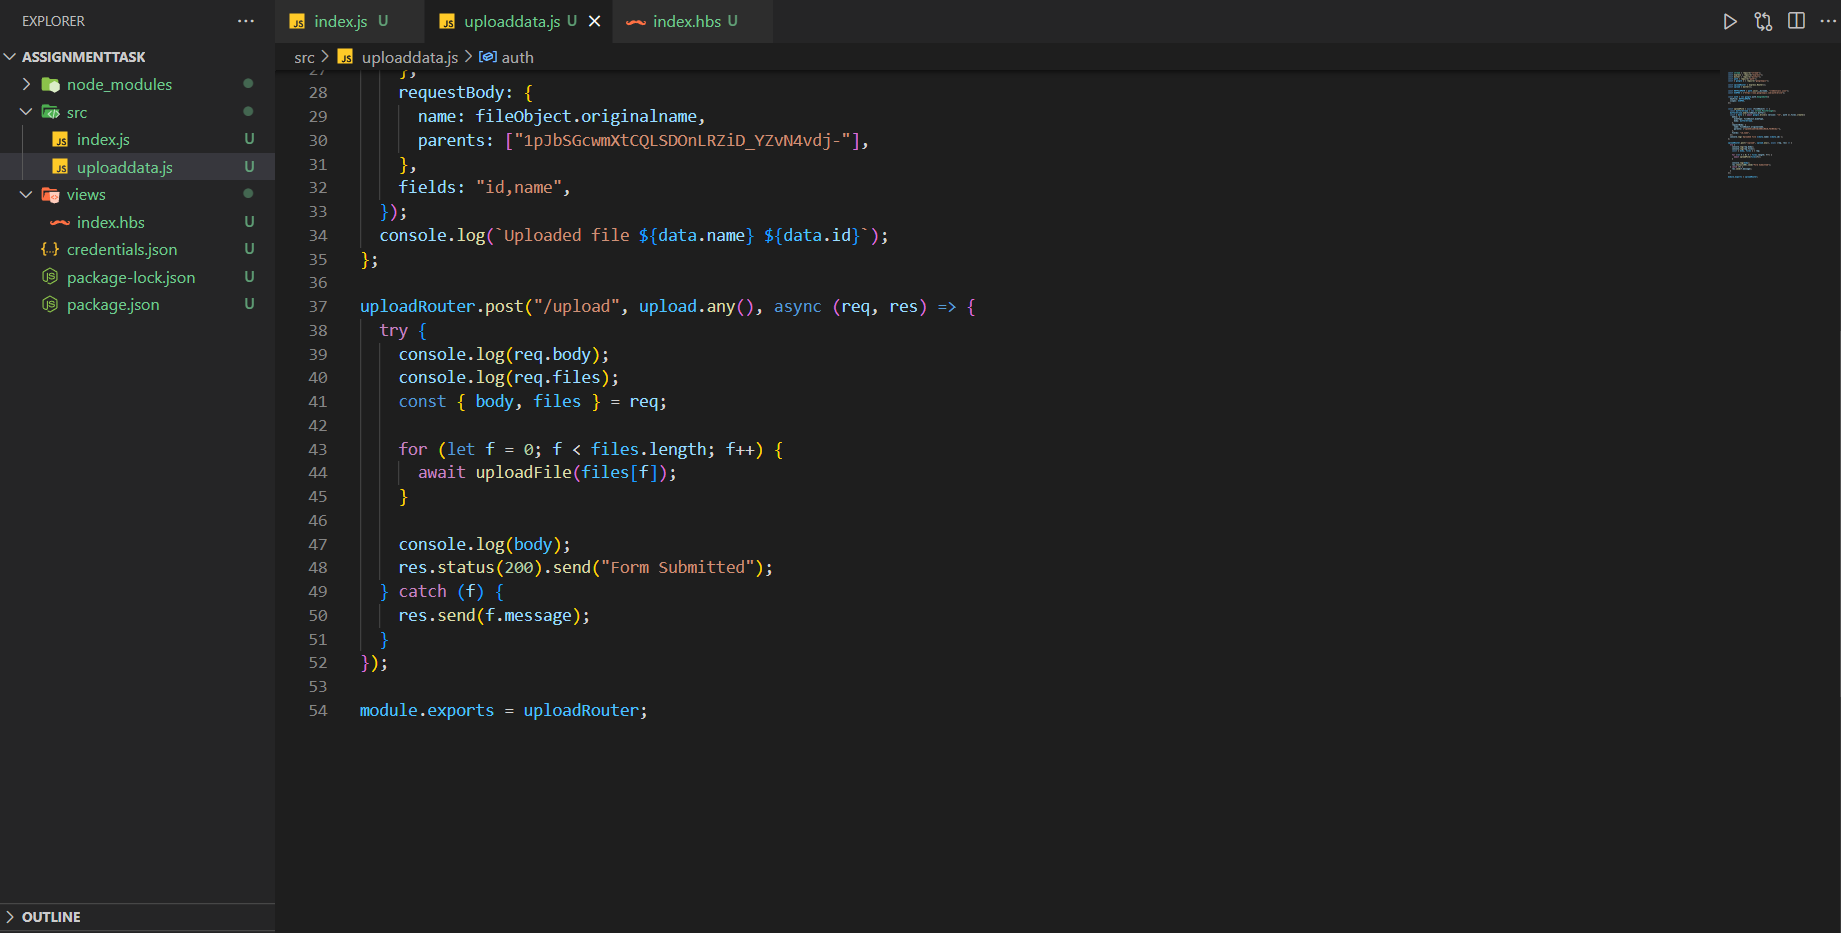 EXPLORER ···
ASSIGNMENTTASK
node_modules
src
index.js U
uploaddata.js U
views
index.hbs U
credentials.json U
package-lock.json U
package.json U
OUTLINE
index.js U
uploaddata.js U
index.hbs U
src > uploaddata.js > auth
27 },
28 requestBody: {
29 name: fileObject.originalname,
30 parents: ["1pJbSGcwmXtCQLSDOnLRZiD_YZvN4vdj-"],
31 },
32 fields: "id,name",
33 });
34 console.log(`Uploaded file ${data.name} ${data.id}`);
35 };
36
37 uploadRouter.post("/upload", upload.any(), async (req, res) => {
38 try {
39 console.log(req.body);
40 console.log(req.files);
41 const { body, files } = req;
42
43 for (let f = 0; f < files.length; f++) {
44 await uploadFile(files[f]);
45 }
46
47 console.log(body);
48 res.status(200).send("Form Submitted");
49 } catch (f) {
50 res.send(f.message);
51 }
52 });
53
54 module.exports = uploadRouter;